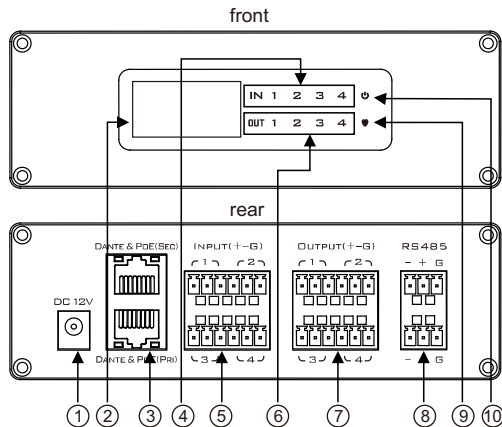 front
IN 1 2 3 4
OUT 1 2 3 4
rear
DANTE & POE(SEC) INPUT(+-G) OUTPUT(+-G) RS485
1 2 1 2 - + G
DC 12V
DANTE & POE(PRI) 3 4 3 4 - G
① ② ③ ④ ⑤ ⑥ ⑦ ⑧ ⑨ ⑩